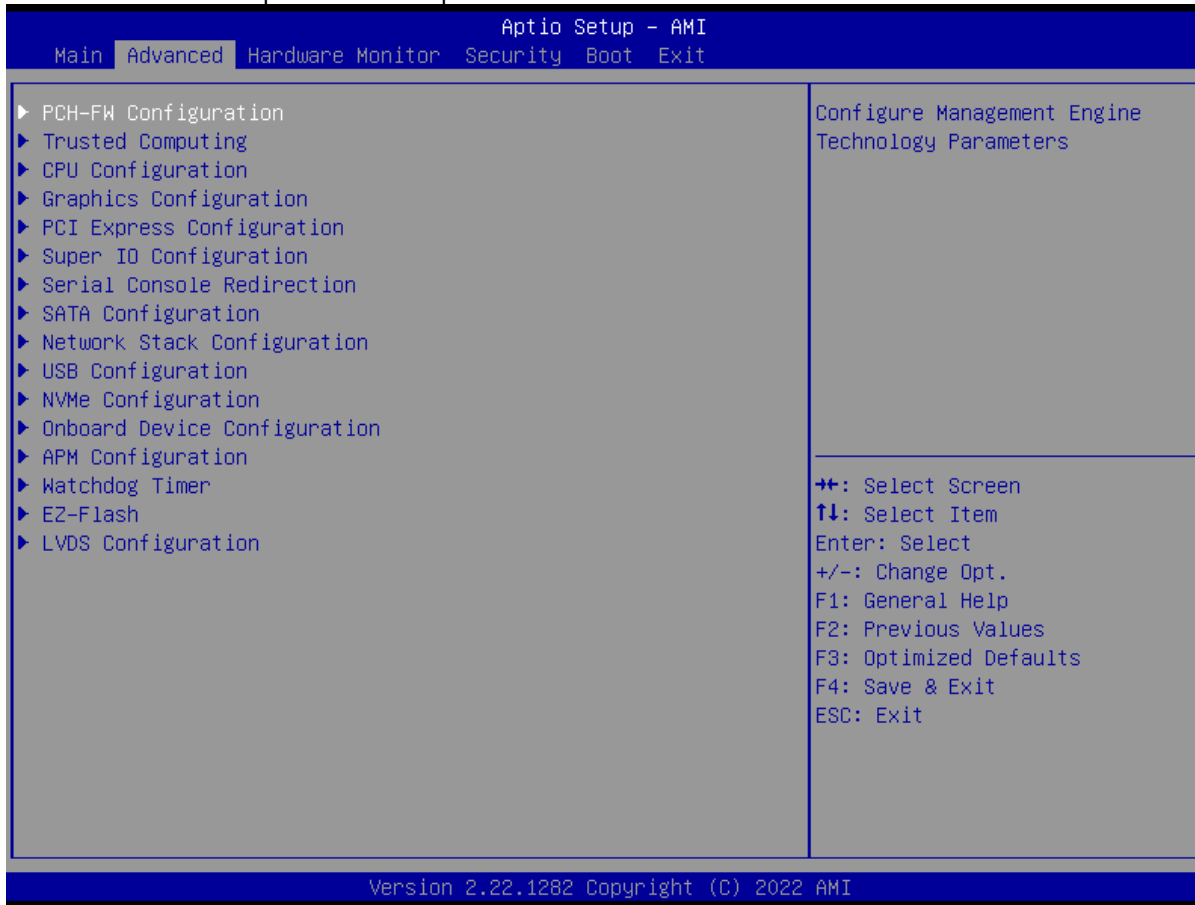 Aptio Setup – AMI
Main Advanced Hardware Monitor Security Boot Exit
▶ PCH-FW Configuration
▶ Trusted Computing
▶ CPU Configuration
▶ Graphics Configuration
▶ PCI Express Configuration
▶ Super IO Configuration
▶ Serial Console Redirection
▶ SATA Configuration
▶ Network Stack Configuration
▶ USB Configuration
▶ NVMe Configuration
▶ Onboard Device Configuration
▶ APM Configuration
▶ Watchdog Timer
▶ EZ-Flash
▶ LVDS Configuration
Configure Management Engine
Technology Parameters
→←: Select Screen
↑↓: Select Item
Enter: Select
+/-: Change Opt.
F1: General Help
F2: Previous Values
F3: Optimized Defaults
F4: Save & Exit
ESC: Exit
Version 2.22.1282 Copyright (C) 2022 AMI